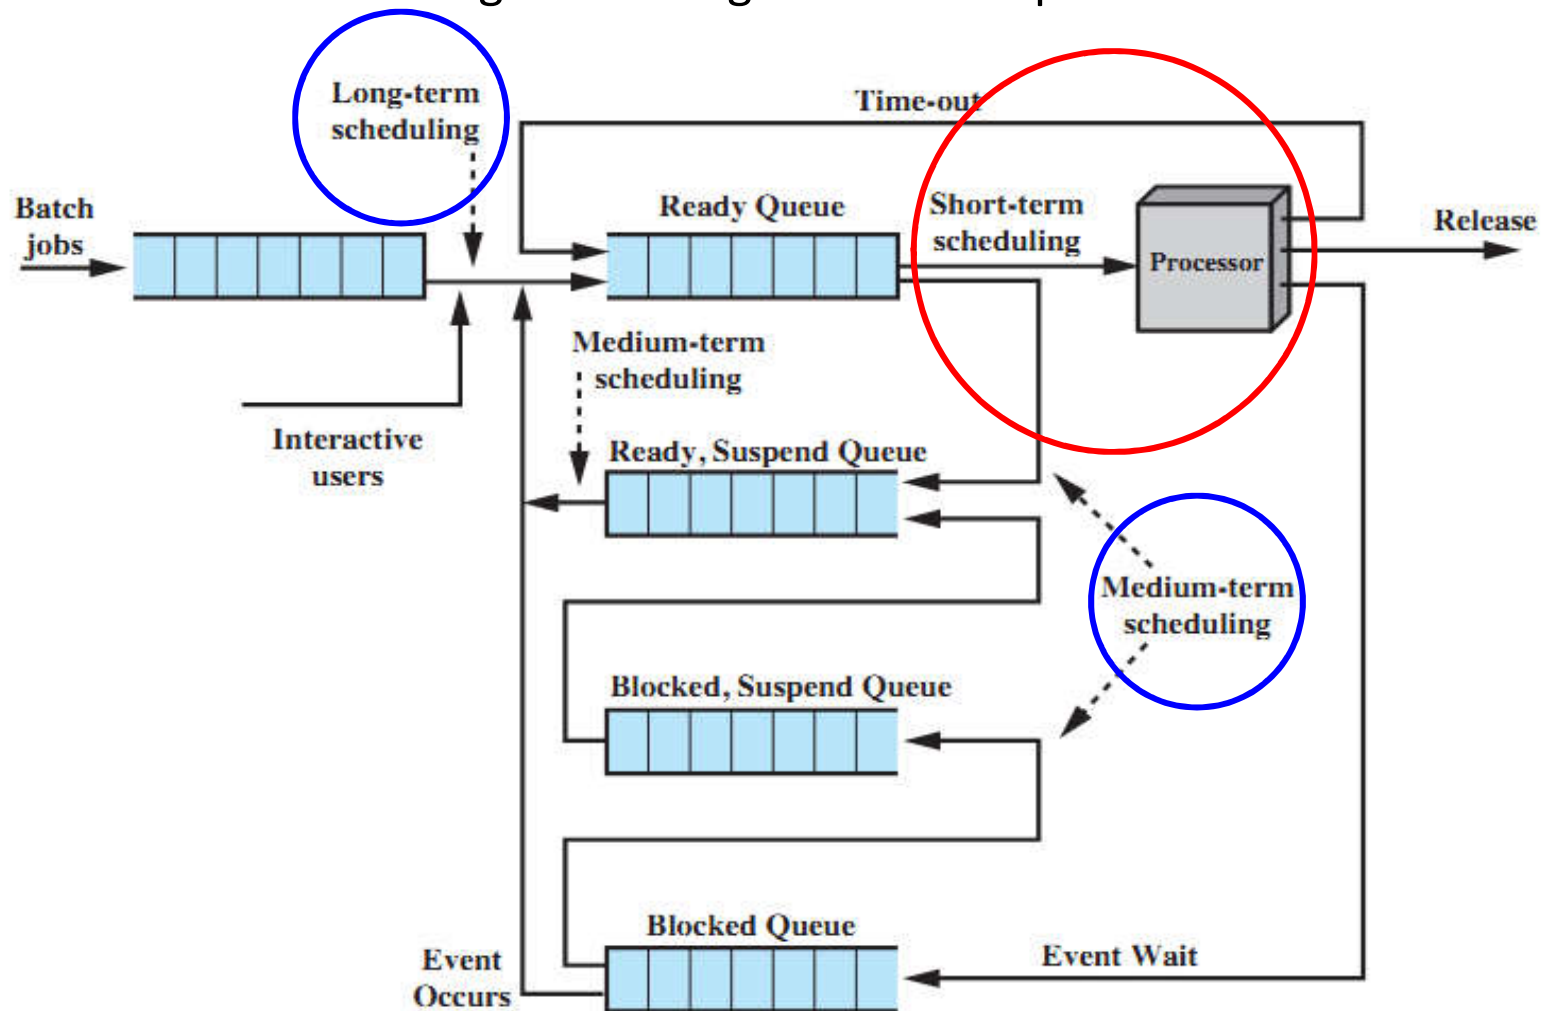 Long-term
scheduling
Time-out
Batch
jobs
Ready Queue
Short-term
scheduling
Processor
Release
Medium-term
scheduling
Interactive
users
Ready, Suspend Queue
Medium-term
scheduling
Blocked, Suspend Queue
Blocked Queue
Event
Occurs
Event Wait